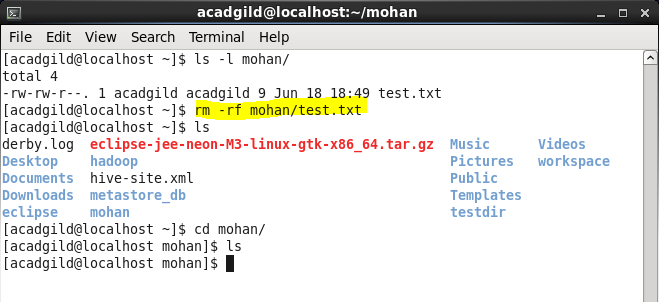 acadgild@localhost:~/mohan
File Edit View Search Terminal Help
[acadgild@localhost ~]$ ls -l mohan/
total 4
-rw-rw-r--. 1 acadgild acadgild 9 Jun 18 18:49 test.txt
[acadgild@localhost ~]$ rm -rf mohan/test.txt
[acadgild@localhost ~]$ ls
derby.log eclipse-jee-neon-M3-linux-gtk-x86_64.tar.gz Music Videos
Desktop hadoop Pictures workspace
Documents hive-site.xml Public
Downloads metastore_db Templates
eclipse mohan testdir
[acadgild@localhost ~]$ cd mohan/
[acadgild@localhost mohan]$ ls
[acadgild@localhost mohan]$